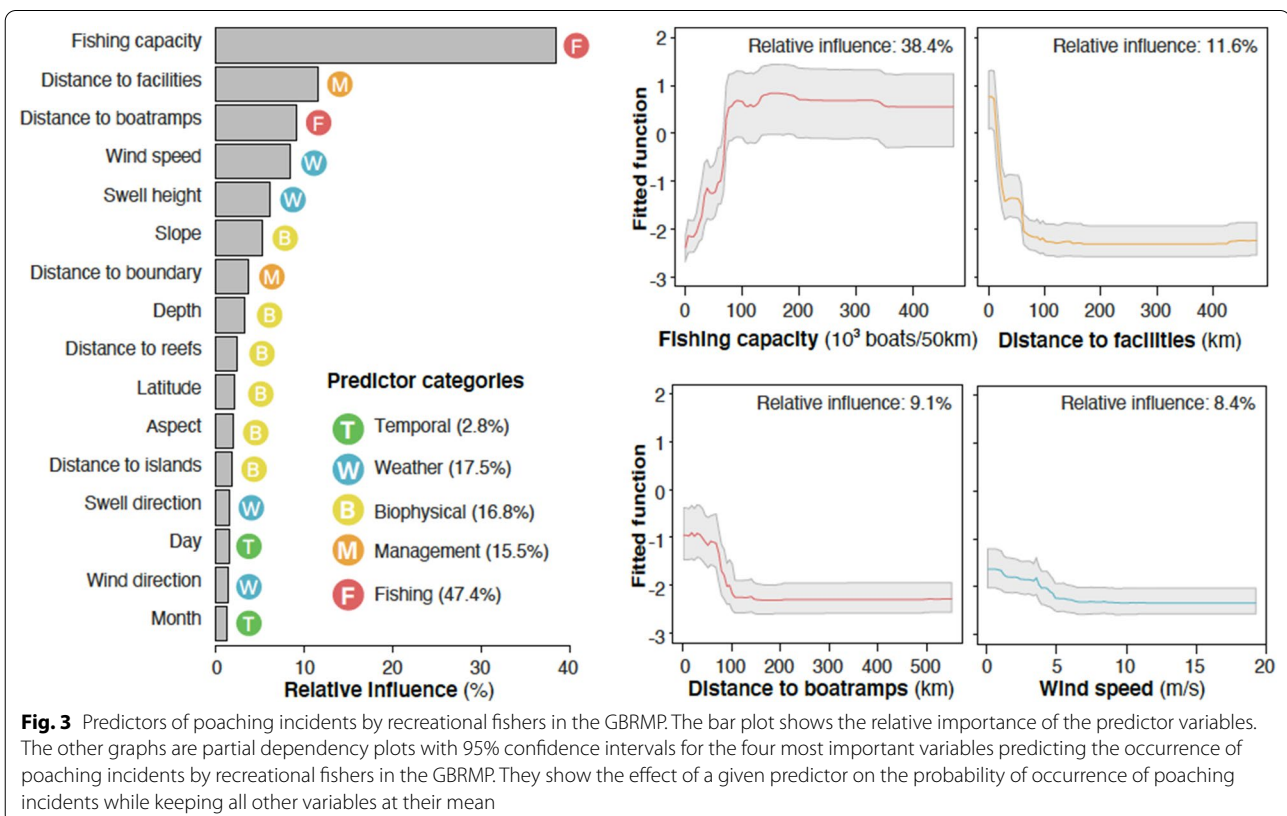 Fishing capacity
F
Distance to facilities
M
Distance to boatramps
F
Wind speed
W
Swell height
W
Slope
B
Distance to boundary
M
Depth
B
Distance to reefs
B
Latitude
B
Aspect
B
Distance to islands
B
Swell direction
W
Day
T
Wind direction
W
Month
T
0 10 20 30 40
Relative Influence (%)
Predictor categories
T Temporal (2.8%)
W Weather (17.5%)
B Biophysical (16.8%)
M Management (15.5%)
F Fishing (47.4%)
Relative influence: 38.4%
Fitted function
2
1
0
-1
-2
-3
0 100 200 300 400
Fishing capacity (10³ boats/50km)
Relative influence: 11.6%
0 100 200 300 400
Distance to facilities (km)
Relative influence: 9.1%
Fitted function
2
1
0
-1
-2
-3
0 100 200 300 400 500
Distance to boatramps (km)
Relative influence: 8.4%
0 5 10 15 20
Wind speed (m/s)
Fig. 3 Predictors of poaching incidents by recreational fishers in the GBRMP. The bar plot shows the relative importance of the predictor variables.
The other graphs are partial dependency plots with 95% confidence intervals for the four most important variables predicting the occurrence of
poaching incidents by recreational fishers in the GBRMP. They show the effect of a given predictor on the probability of occurrence of poaching
incidents while keeping all other variables at their mean